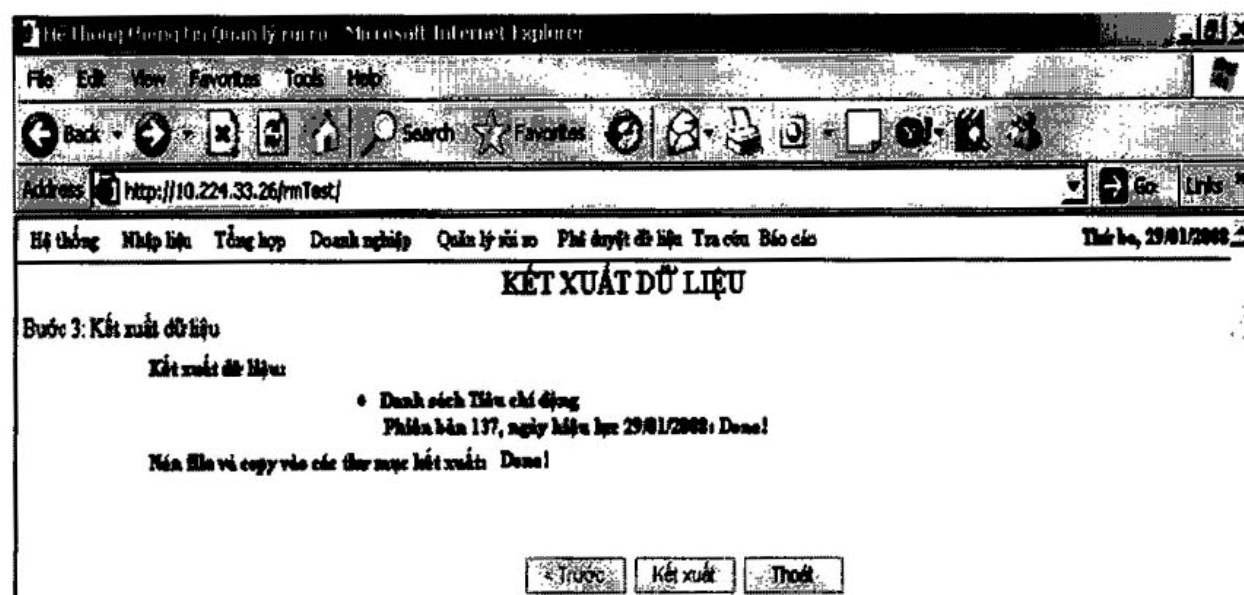 Hệ thống thông tin Quản lý rủi ro - Microsoft Internet Explorer
File Edit View Favorites Tools Help
Back Search Favorites
Address http://10.224.33.26/rmTest/ Go Links »
Hệ thống Nhập liệu Tổng hợp Doanh nghiệp Quản lý rủi ro Phê duyệt dữ liệu Tra cứu Báo cáo Thứ ba, 29/01/2008
KẾT XUẤT DỮ LIỆU
Bước 3: Kết xuất dữ liệu
Kết xuất dữ liệu:
• Danh sách Tiêu chí động
Phiên bản 137, ngày hiệu lực 29/01/2008: Done!
Nén file và copy vào các thư mục kết xuất: Done!
< Trước Kết xuất Thoát